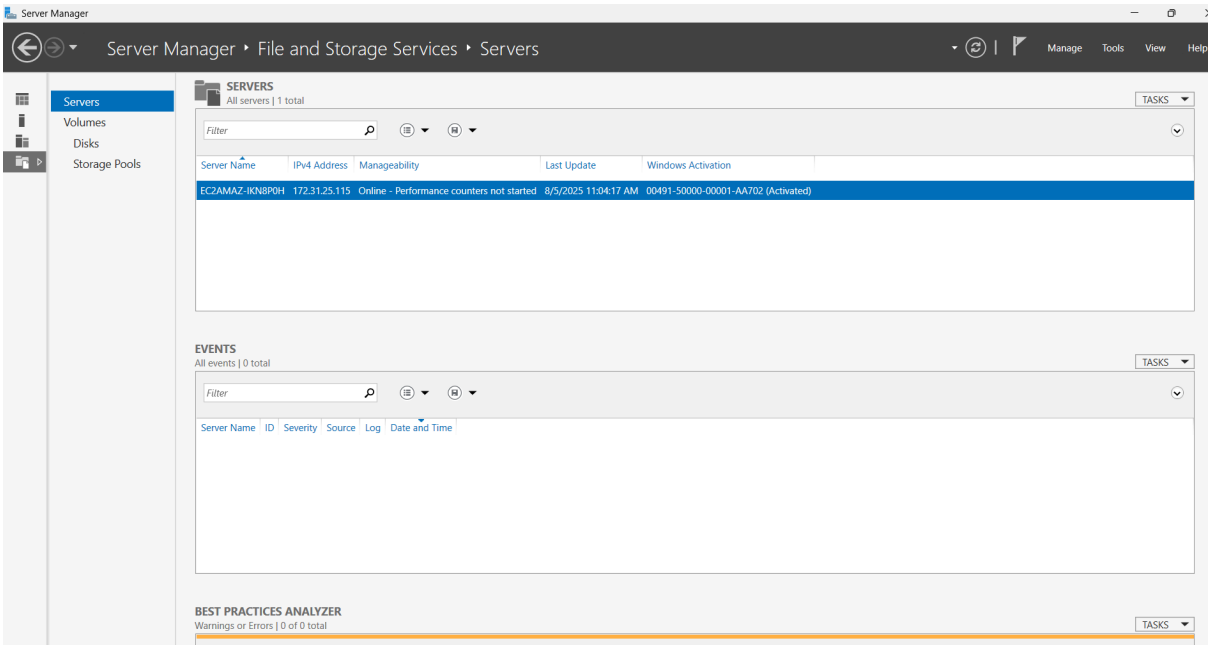 Server Manager
Server Manager ‣ File and Storage Services ‣ Servers
Manage Tools View Help
Servers
Volumes
Disks
Storage Pools
SERVERS
All servers | 1 total
TASKS
Filter
Server Name IPv4 Address Manageability Last Update Windows Activation
EC2AMAZ-IKN8P0H 172.31.25.115 Online - Performance counters not started 8/5/2025 11:04:17 AM 00491-50000-00001-AA702 (Activated)
EVENTS
All events | 0 total
TASKS
Filter
Server Name ID Severity Source Log Date and Time
BEST PRACTICES ANALYZER
Warnings or Errors | 0 of 0 total
TASKS